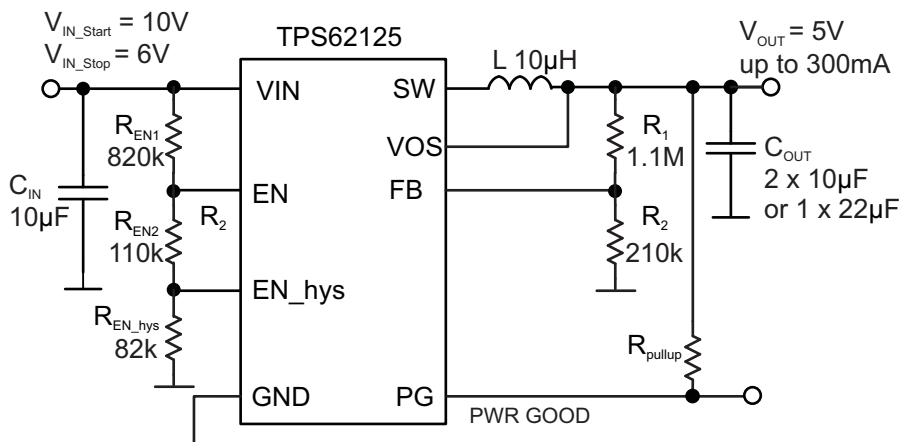 V_IN_Start = 10V
V_IN_Stop = 6V
TPS62125
V_OUT = 5V
up to 300mA
L 10µH
VIN
SW
R_EN1
820k
VOS
R_1
1.1M
C_IN
10µF
EN
FB
C_OUT
2 x 10µF
or 1 x 22µF
R_EN2
110k
R_2
R_2
210k
EN_hys
R_EN_hys
82k
R_pullup
GND
PG
PWR GOOD